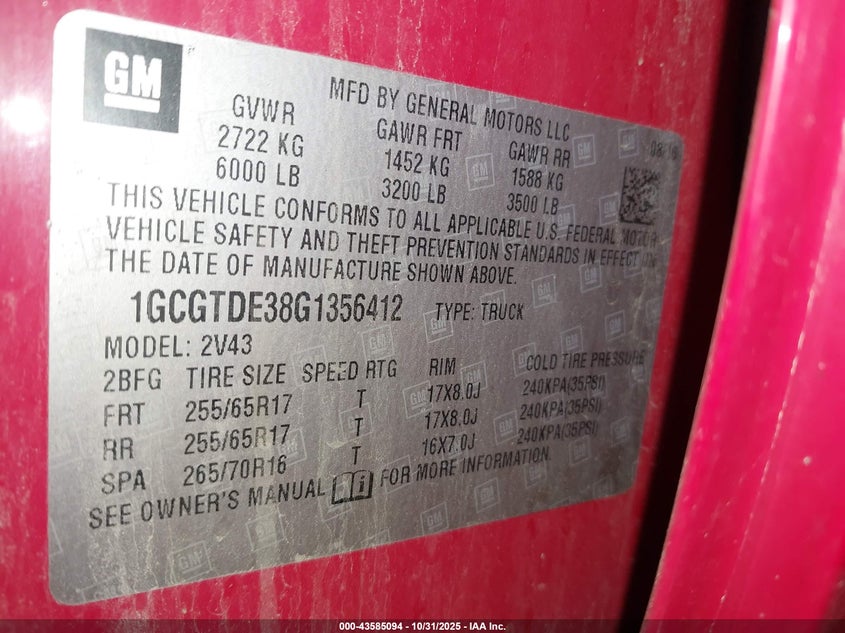 GM
MFD BY GENERAL MOTORS LLC
GVWR GAWR FRT GAWR RR
2722 KG 1452 KG 1588 KG
6000 LB 3200 LB 3500 LB
THIS VEHICLE CONFORMS TO ALL APPLICABLE U.S. FEDERAL MOTOR
VEHICLE SAFETY AND THEFT PREVENTION STANDARDS IN EFFECT ON
THE DATE OF MANUFACTURE SHOWN ABOVE.
1GCGTDE38G1356412 TYPE: TRUCK
MODEL: 2V43
2BFG TIRE SIZE SPEED RTG RIM COLD TIRE PRESSURE
FRT 255/65R17 T 17X8.0J 240KPA(35PSI)
RR 255/65R17 T 17X8.0J 240KPA(35PSI)
SPA 265/70R16 T 16X7.0J 240KPA(35PSI)
SEE OWNER'S MANUAL FOR MORE INFORMATION.
000-43585094 - 10/31/2025 - IAA Inc.